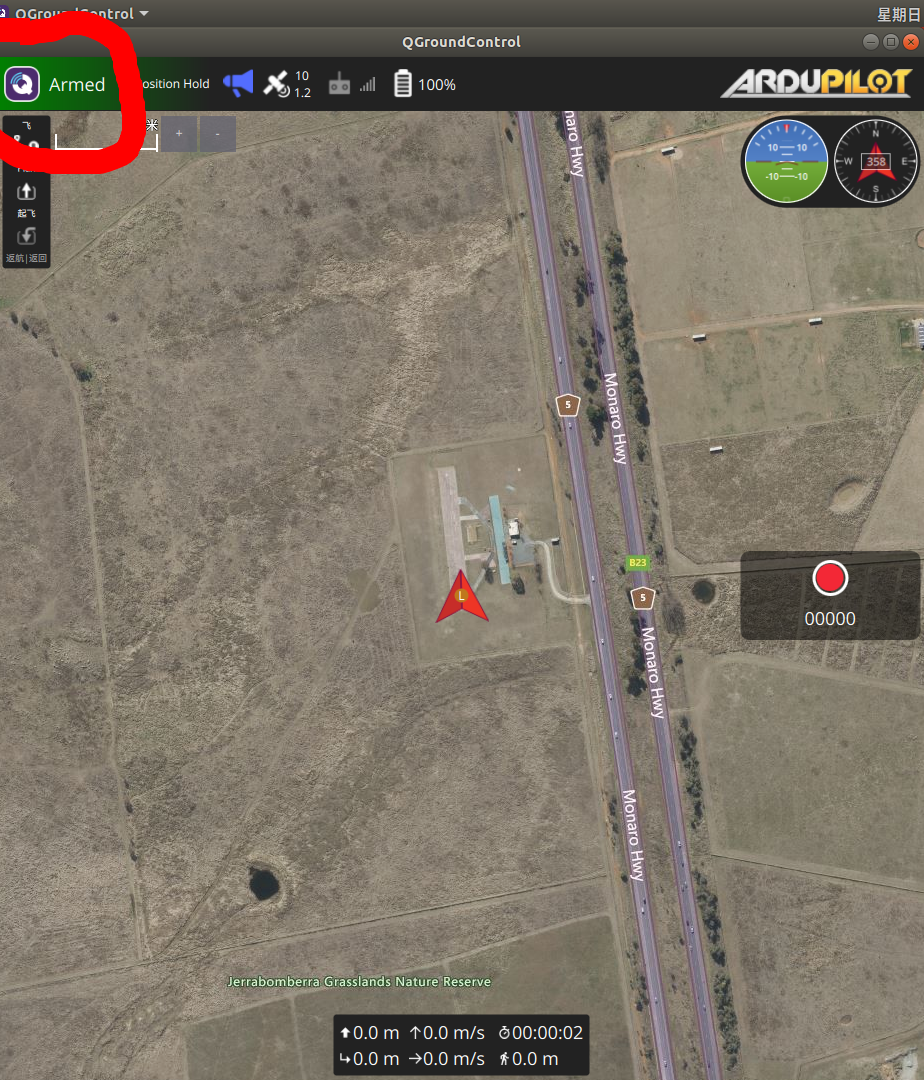 QGroundControl
星期日
QGroundControl
Armed
osition Hold
10
1.2
100%
ARDUPILOT
飞
米
+
-
起飞
返航|返回
10 10
-10 -10
N
W 358 E
S
Monaro Hwy
5
Monaro Hwy
B23
5
L
00000
Monaro Hwy
Monaro Hwy
Jerrabomberra Grasslands Nature Reserve
0.0 m 0.0 m/s 00:00:02
0.0 m 0.0 m/s 0.0 m